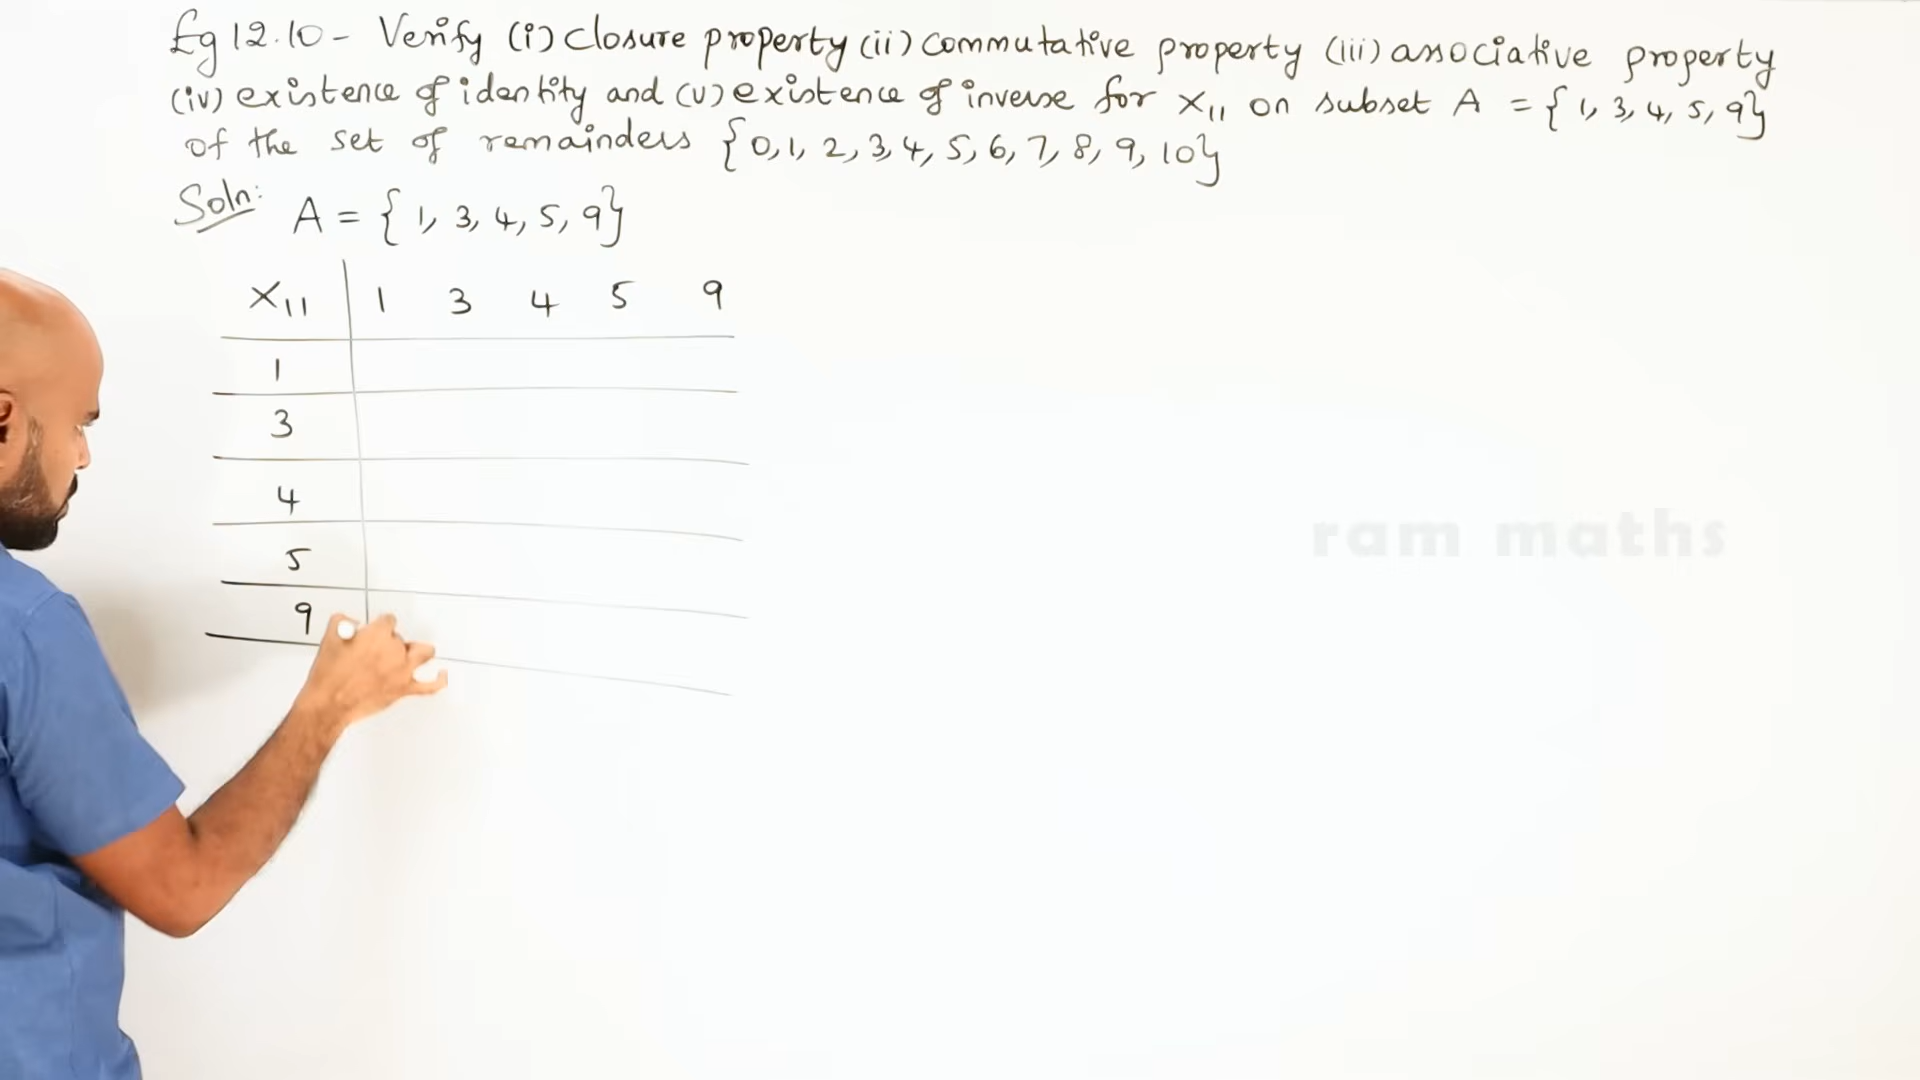 Eg 12.10 - Verify (i) closure property (ii) commutative property (iii) associative property
(iv) existence of identity and (v) existence of inverse for ×₁₁ on subset A = {1, 3, 4, 5, 9}
of the set of remainders {0, 1, 2, 3, 4, 5, 6, 7, 8, 9, 10}
Soln: A = {1, 3, 4, 5, 9}
×₁₁ 1 3 4 5 9
1
3
4
5
9
ram maths